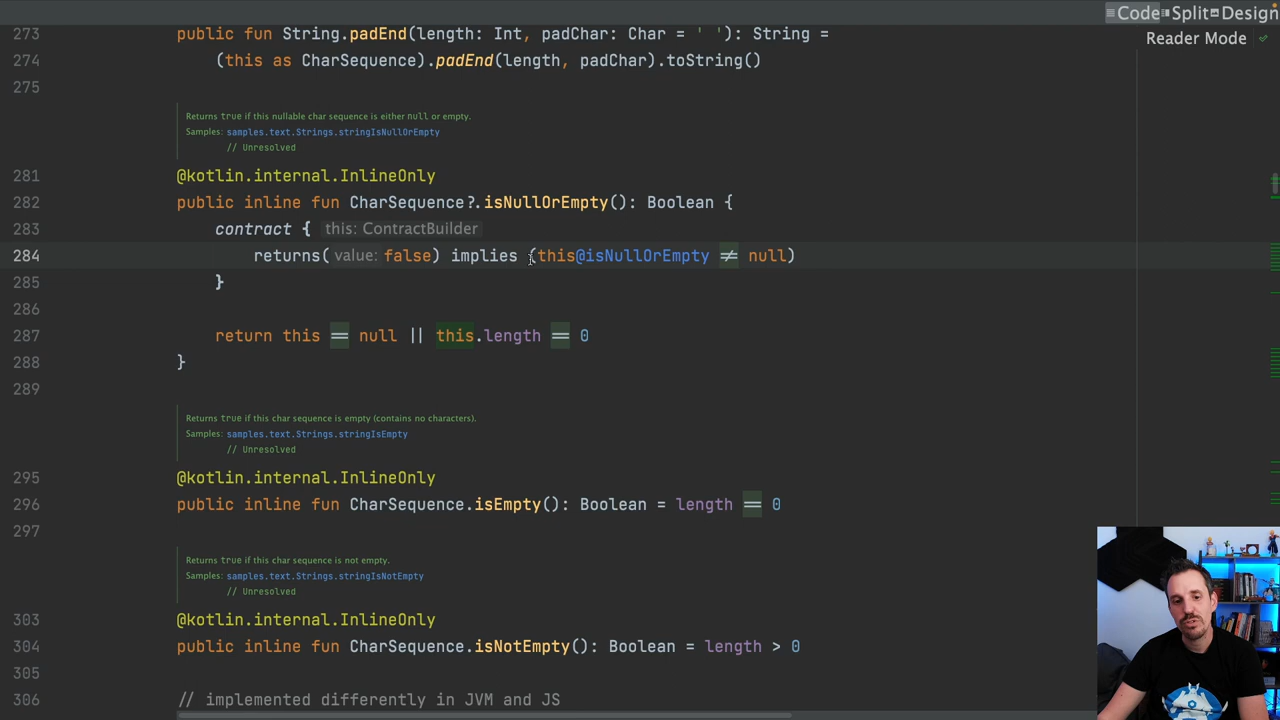 Code Split Design
Reader Mode
273 public fun String.padEnd(length: Int, padChar: Char = ' '): String =
274 (this as CharSequence).padEnd(length, padChar).toString()
275
Returns true if this nullable char sequence is either null or empty.
Samples: samples.text.Strings.stringIsNullOrEmpty
// Unresolved
281 @kotlin.internal.InlineOnly
282 public inline fun CharSequence?.isNullOrEmpty(): Boolean {
283 contract { this: ContractBuilder
284 returns( value: false) implies (this@isNullOrEmpty ≠ null)
285 }
286
287 return this == null || this.length == 0
288 }
289
Returns true if this char sequence is empty (contains no characters).
Samples: samples.text.Strings.stringIsEmpty
// Unresolved
295 @kotlin.internal.InlineOnly
296 public inline fun CharSequence.isEmpty(): Boolean = length == 0
297
Returns true if this char sequence is not empty.
Samples: samples.text.Strings.stringIsNotEmpty
// Unresolved
303 @kotlin.internal.InlineOnly
304 public inline fun CharSequence.isNotEmpty(): Boolean = length > 0
305
306 // implemented differently in JVM and JS